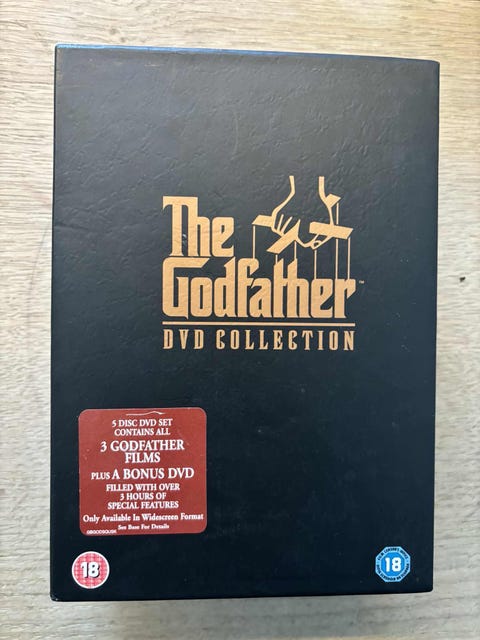 The
Godfather™
DVD COLLECTION
5 DISC DVD SET
CONTAINS ALL
3 GODFATHER
FILMS
PLUS A BONUS DVD
FILLED WITH OVER
3 HOURS OF
SPECIAL FEATURES
Only Available In Widescreen Format
See Base For Details
18
18